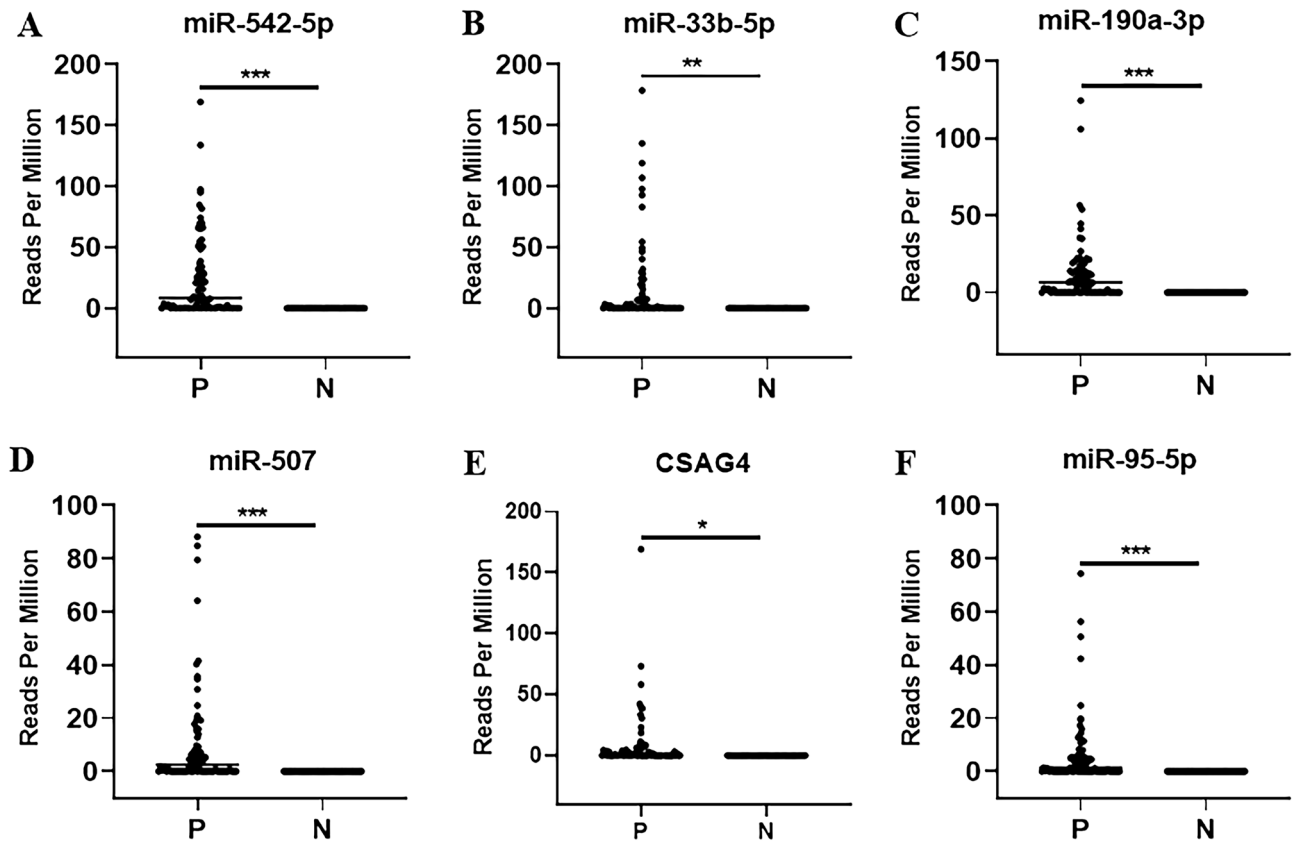 A
miR-542-5p
Reads Per Million
200
150
100
50
0
***
P
N
B
miR-33b-5p
Reads Per Million
200
150
100
50
0
**
P
N
C
miR-190a-3p
Reads Per Million
150
100
50
0
***
P
N
D
miR-507
Reads Per Million
100
80
60
40
20
0
***
P
N
E
CSAG4
Reads Per Million
200
150
100
50
0
*
P
N
F
miR-95-5p
Reads Per Million
100
80
60
40
20
0
***
P
N